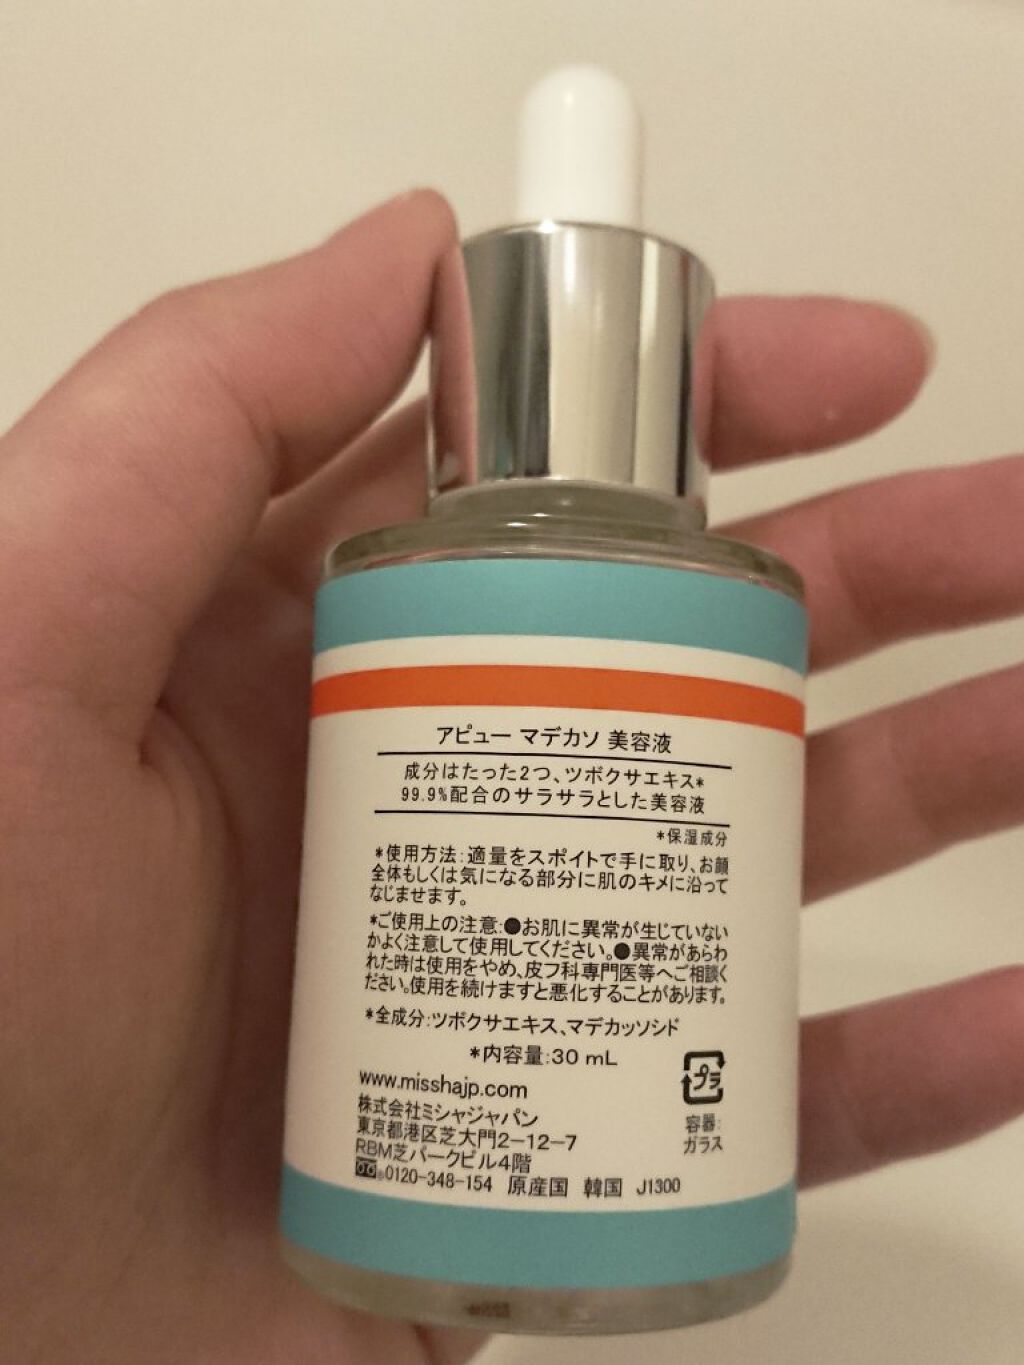 アピュー マデカソ 美容液
成分はたった2つ、ツボクサエキス*
99.9%配合のサラサラとした美容液
*保湿成分
*使用方法:適量をスポイトで手に取り、お顔
全体もしくは気になる部分に肌のキメに沿って
なじませます。
*ご使用上の注意:●お肌に異常が生じていない
かよく注意して使用してください。●異常があらわ
れた時は使用をやめ、皮フ科専門医等へご相談く
ださい。使用を続けますと悪化することがあります。
*全成分:ツボクサエキス、マデカッソシド
*内容量:30 mL
www.misshajp.com
株式会社ミシャジャパン
東京都港区芝大門2-12-7
RBM芝パークビル4階
0120-348-154 原産国 韓国 J1300
プラ
容器:
ガラス